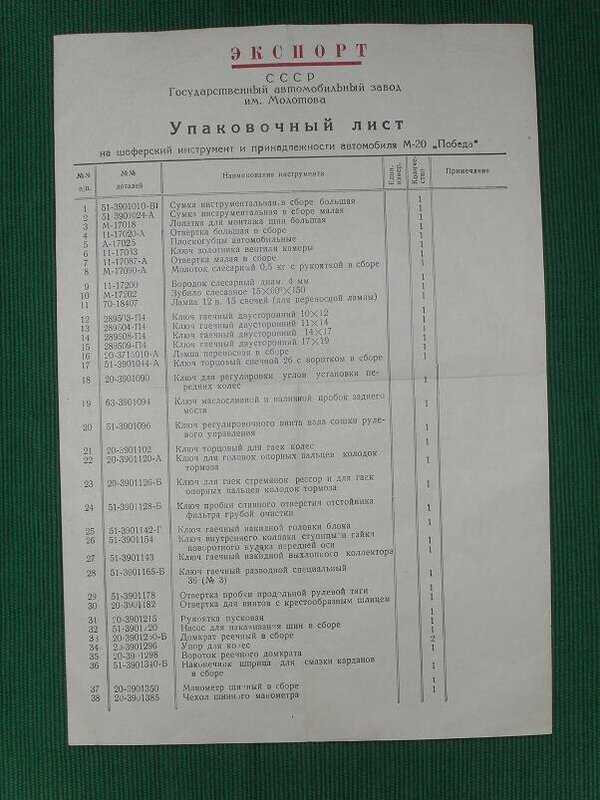 ЭКСПОРТ
СССР
Государственный автомобильный завод
им. Молотова
Упаковочный лист
на шоферский инструмент и принадлежности автомобиля М-20 „Победа"
№№ п/п. №№ деталей Наименование инструмента Един. измер. Количество Примечание
1 51-3901010-В1 Сумка инструментальная в сборе большая 1
2 51-3901024-А Сумка инструментальная в сборе малая 1
3 М-17018 Лопатка для монтажа шин большая 1
4 11-17020-А Отвертка большая в сборе 1
5 А-17025 Плоскогубцы автомобильные 1
6 11-17033 Ключ золотника вентиля камеры 1
7 11-17087-А Отвертка малая в сборе 1
8 М-17090-А Молоток слесарный 0,5 кг с рукояткой в сборе 1
9 11-17200 Бородок слесарный диам. 4 мм 1
10 М-17202 Зубило слесарное 15×60°×150 1
11 70-18407 Лампа 12 в. 15 свечей (для переносной лампы) 1
12 289503-П4 Ключ гаечный двусторонний 10×12 1
13 289504-П4 Ключ гаечный двусторонний 11×14 1
14 289508-П4 Ключ гаечный двусторонний 14×17 1
15 289509-П4 Ключ гаечный двусторонний 17×19 1
16 20-3715010-А Лампа переносная в сборе 1
17 51-3901044-А Ключ торцовый свечной 26 с воротком в сборе 1
18 20-3901090 Ключ для регулировки углов установки пе-
редних колес 1
19 63-3901094 Ключ маслосливной и наливной пробок заднего
моста 1
20 51-3901096 Ключ регулировочного винта вала сошки руле-
вого управления 1
21 20-3901102 Ключ торцовый для гаек колес 1
22 20-3901120-А Ключ для головок опорных пальцев колодок
тормоза 1
23 20-3901126-Б Ключ для гаек стремянок рессор и для гаек
опорных пальцев колодок тормоза 1
24 51-3901128-Б Ключ пробки сливного отверстия отстойника
фильтра грубой очистки 1
25 51-3901142-Г Ключ гаечный накидной головки блока 1
26 51-3901154 Ключ внутреннего колпака ступицы и гайки
поворотного кулака передней оси 1
27 51-3901143 Ключ гаечный накидной выхлопного коллектора 1
28 51-3901165-Б Ключ гаечный разводной специальный
36 (№ 3) 1
29 51-3901178 Отвертка пробки продольной рулевой тяги 1
30 20-3901182 Отвертка для винтов с крестообразным шлицем 1
31 20-3901215 Рукоятка пусковая 1
32 Насос для накачивания шин в сборе 1
33 Домкрат реечный в сборе 1
34 20-3901296 Упор для колес 2
35 20-3901298 Вороток реечного домкрата 1
36 51-3901340-Б Наконечник шприца для смазки карданов
в сборе 1
37 20-3901350 Манометр шинный в сборе 1
38 20-3901385 Чехол шинного манометра 1